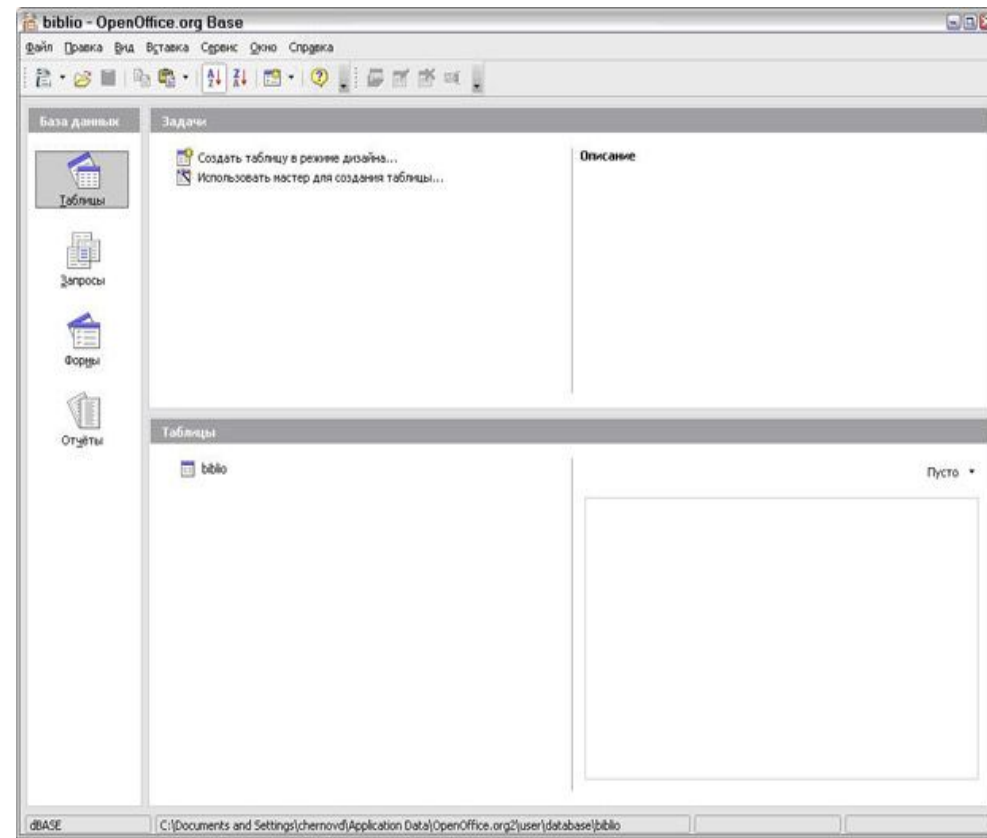 biblio - OpenOffice.org Base
Файл Правка Вид Вставка Сервис Окно Справка
База данных
Таблицы
Запросы
Формы
Отчёты
Задачи
Создать таблицу в режиме дизайна...
Использовать мастер для создания таблицы...
Описание
Таблицы
biblio
Пусто
dBASE
C:\Documents and Settings\chernovd\Application Data\OpenOffice.org2\user\database\biblio